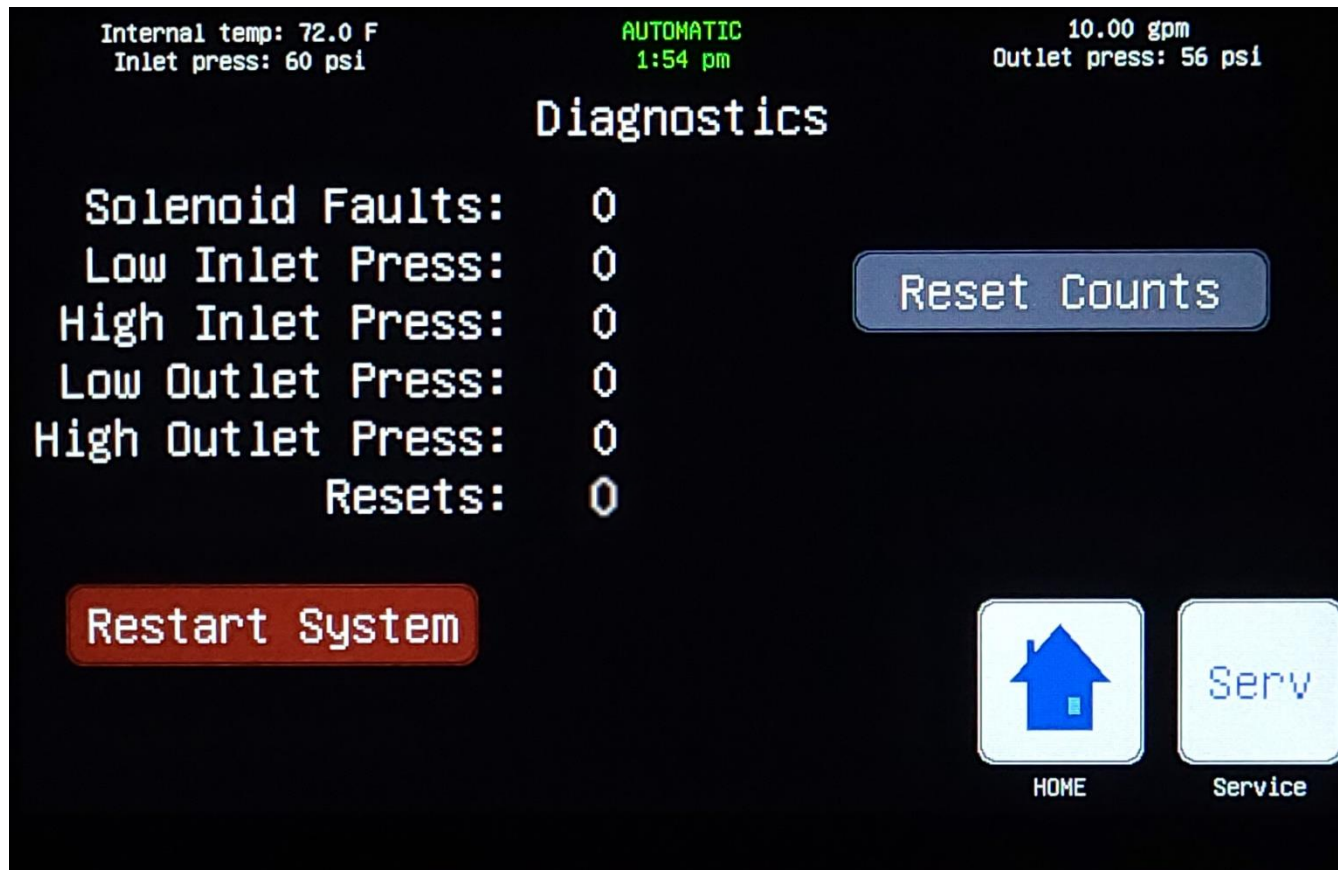 Internal temp: 72.0 F
Inlet press: 60 psi
AUTOMATIC
1:54 pm
10.00 gpm
Outlet press: 56 psi
Diagnostics
Solenoid Faults: 0
Low Inlet Press: 0
High Inlet Press: 0
Low Outlet Press: 0
High Outlet Press: 0
Resets: 0
Reset Counts
Restart System
Serv
HOME
Service